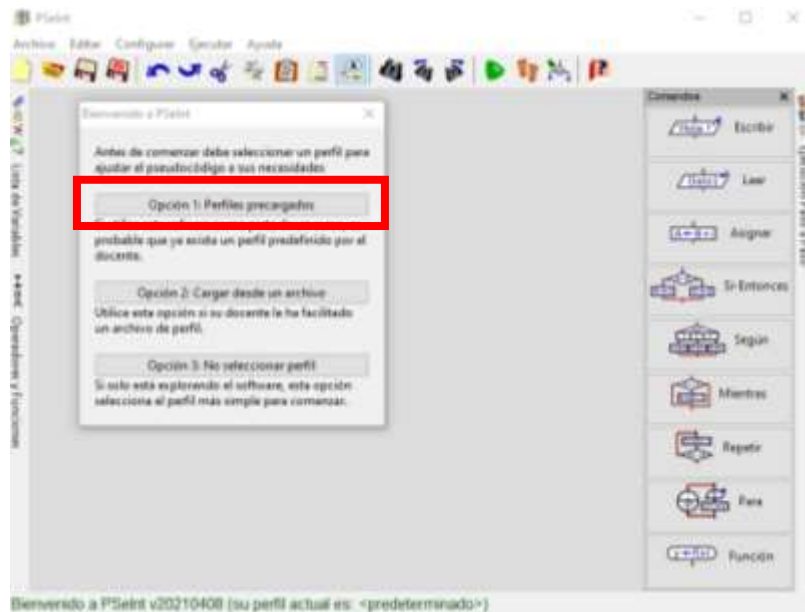 PSeInt
Archivo Editar Configurar Ejecutar Ayuda
Bienvenido a PSeInt
Antes de comenzar debe seleccionar un perfil para
ajustar el pseudocódigo a sus necesidades
Opción 1: Perfiles precargados
probable que ya exista un perfil predefinido por el
docente.
Opción 2: Cargar desde un archivo
Utilice esta opción si su docente le ha facilitado
un archivo de perfil.
Opción 3: No seleccionar perfil
Si solo está explorando el software, esta opción
selecciona el perfil más simple para comenzar.
Lista de Variables
Operadores y Funciones
Comandos
Escribir
Leer
Asignar
Si-Entonces
Según
Mientras
Repetir
Para
Función
Bienvenido a PSeInt v20210408 (su perfil actual es: <predeterminado>)